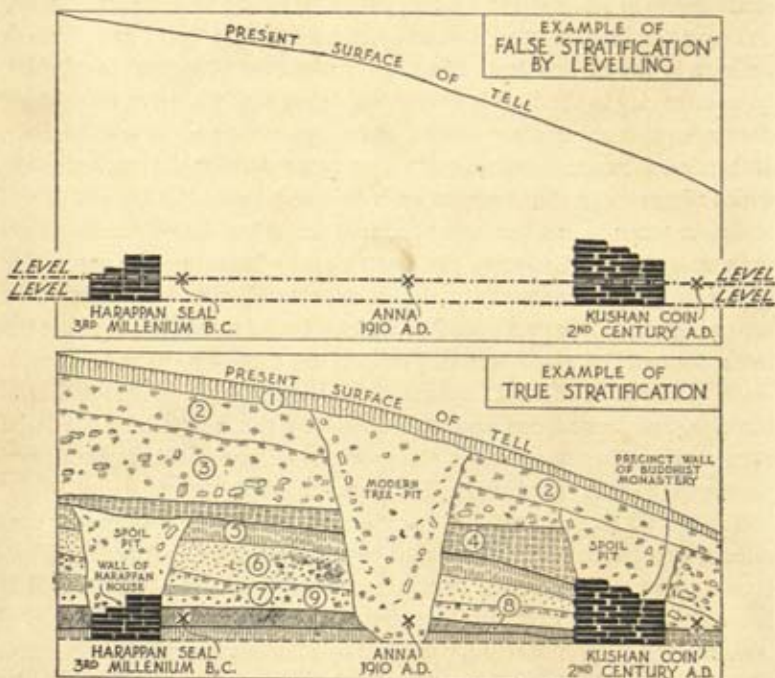 EXAMPLE OF
FALSE "STRATIFICATION"
BY LEVELLING
PRESENT SURFACE OF TELL
LEVEL LEVEL
LEVEL LEVEL
HARAPPAN SEAL
3RD MILLENIUM B.C.
ANNA
1910 A.D.
KUSHAN COIN
2ND CENTURY A.D.
EXAMPLE OF
TRUE STRATIFICATION
PRESENT SURFACE OF TELL
1
2
3
MODERN
TREE-PIT
PRECINCT WALL
OF BUDDHIST
MONASTERY
2
SPOIL
PIT
5
4
SPOIL
PIT
6
WALL OF
HARAPPAN
HOUSE
7
9
8
HARAPPAN SEAL
3RD MILLENIUM B.C.
ANNA
1910 A.D.
KUSHAN COIN
2ND CENTURY A.D.